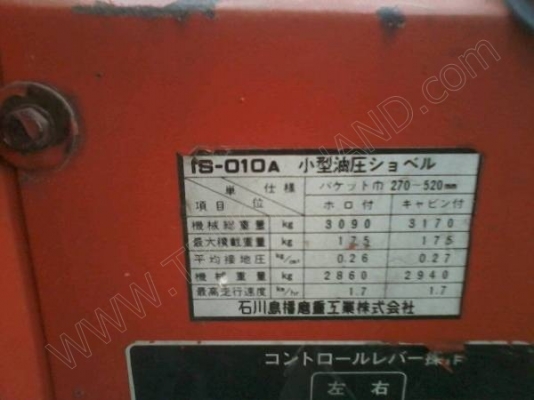 IS-010A 小型油圧ショベル
単 仕様 バケット巾 270-520mm
項目 位 ホロ付 キャビン付
機械総重量 kg 3090 3170
最大積載重量 kg 175 175
平均接地圧 kg/cm² 0.26 0.27
機械重量 kg 2860 2940
最高走行速度 km/hr 1.7 1.7
石川島播磨重工業株式会社
コントロールレバー操
左 右